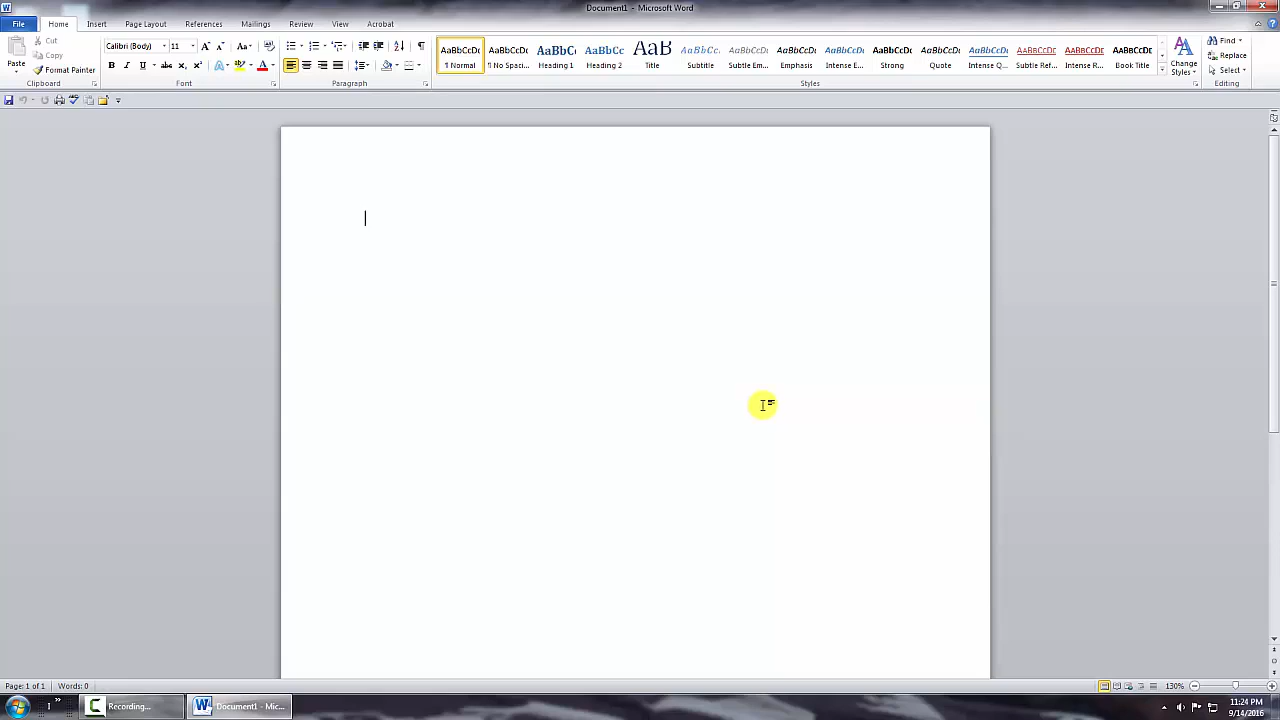 Document1 - Microsoft Word
File Home Insert Page Layout References Mailings Review View Acrobat
Paste
Cut
Copy
Format Painter
Clipboard
Calibri (Body) 11
Font
Paragraph
AaBbCcDc AaBbCcDc AaBbC AaBbCc AaB AaBbCc. AaBbCcDc AaBbCcDc AaBbCcDc AaBbCcDc AaBbCcDc AaBbCcDc AaBbCcDc AaBbCcDc AaBbCcDc
¶ Normal ¶ No Spaci... Heading 1 Heading 2 Title Subtitle Subtle Em... Emphasis Intense E... Strong Quote Intense Q... Subtle Ref... Intense R... Book Title
Change Styles
Styles
Find
Replace
Select
Editing
Page: 1 of 1 Words: 0
130%
Recording...
Document1 - Mic...
11:24 PM
9/14/2016